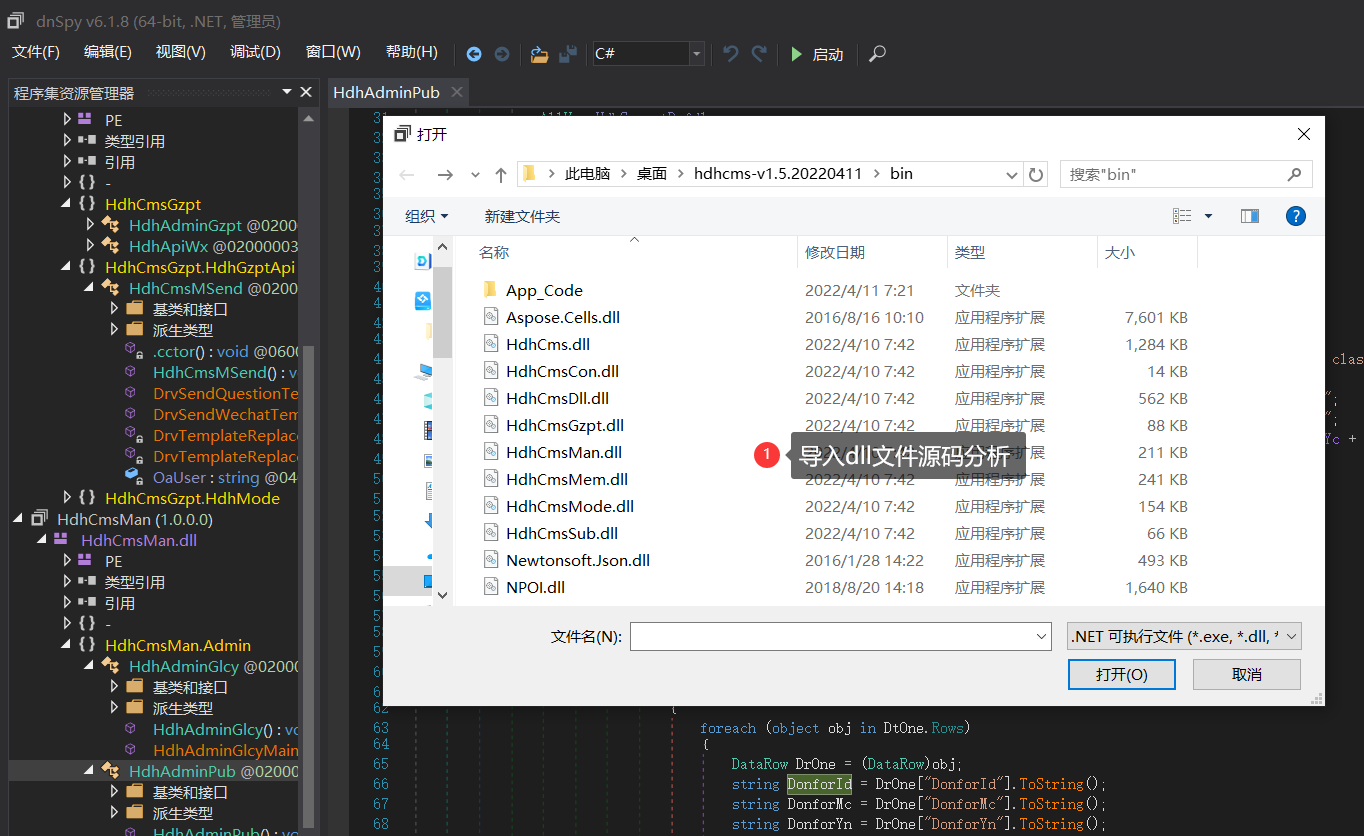 dnSpy v6.1.8 (64-bit, .NET, 管理员)
文件(F) 编辑(E) 视图(V) 调试(D) 窗口(W) 帮助(H) C# 启动
程序集资源管理器
HdhAdminPub
PE
类型引用
引用
{ } -
{ } HdhCmsGzpt
HdhAdminGzpt @0200
HdhApiWx @02000003
{ } HdhCmsGzpt.HdhGzptApi
HdhCmsMSend @0200
基类和接口
派生类型
.cctor() : void @0600
HdhCmsMSend() : v
DrvSendQuestionTe
DrvSendWechatTem
DrvTemplateReplac
DrvTemplateReplac
OaUser : string @04
{ } HdhCmsGzpt.HdhMode
HdhCmsMan (1.0.0.0)
HdhCmsMan.dll
PE
类型引用
引用
{ } -
{ } HdhCmsMan.Admin
HdhAdminGlcy @0200
基类和接口
派生类型
HdhAdminGlcy() : vo
HdhAdminGlcyMain
HdhAdminPub @0200
基类和接口
派生类型
HdhAdminPub() : vo
打开
此电脑 > 桌面 > hdhcms-v1.5.20220411 > bin
搜索"bin"
组织 新建文件夹
名称 修改日期 类型 大小
App_Code 2022/4/11 7:21 文件夹
Aspose.Cells.dll 2016/8/16 10:10 应用程序扩展 7,601 KB
HdhCms.dll 2022/4/10 7:42 应用程序扩展 1,284 KB
HdhCmsCon.dll 2022/4/10 7:42 应用程序扩展 14 KB
HdhCmsDll.dll 2022/4/10 7:42 应用程序扩展 562 KB
HdhCmsGzpt.dll 2022/4/10 7:42 应用程序扩展 88 KB
HdhCmsMan.dll 211 KB
HdhCmsMem.dll 2022/4/10 7:42 应用程序扩展 241 KB
HdhCmsMode.dll 2022/4/10 7:42 应用程序扩展 154 KB
HdhCmsSub.dll 2022/4/10 7:42 应用程序扩展 66 KB
Newtonsoft.Json.dll 2016/1/28 14:22 应用程序扩展 493 KB
NPOI.dll 2018/8/20 14:18 应用程序扩展 1,640 KB
1 导入dll文件源码分析
文件名(N): .NET 可执行文件 (*.exe, *.dll, *
打开(O) 取消
clas
";
";
Yc +
62 {
63 foreach (object obj in DtOne.Rows)
64 {
65 DataRow DrOne = (DataRow)obj;
66 string DonforId = DrOne["DonforId"].ToString();
67 string DonforMc = DrOne["DonforMc"].ToString();
68 string DonforYn = DrOne["DonforYn"].ToString();